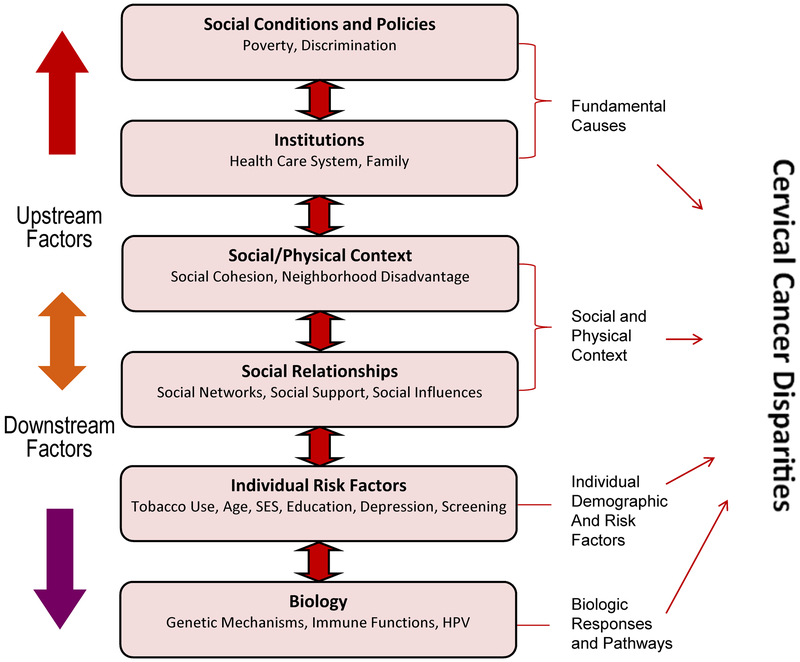 Social Conditions and Policies
Poverty, Discrimination
Fundamental
Causes
Institutions
Health Care System, Family
Upstream
Factors
Social/Physical Context
Social Cohesion, Neighborhood Disadvantage
Social and
Physical
Context
Social Relationships
Social Networks, Social Support, Social Influences
Downstream
Factors
Individual Risk Factors
Tobacco Use, Age, SES, Education, Depression, Screening
Individual
Demographic
And Risk
Factors
Biology
Genetic Mechanisms, Immune Functions, HPV
Biologic
Responses
and Pathways
Cervical Cancer Disparities